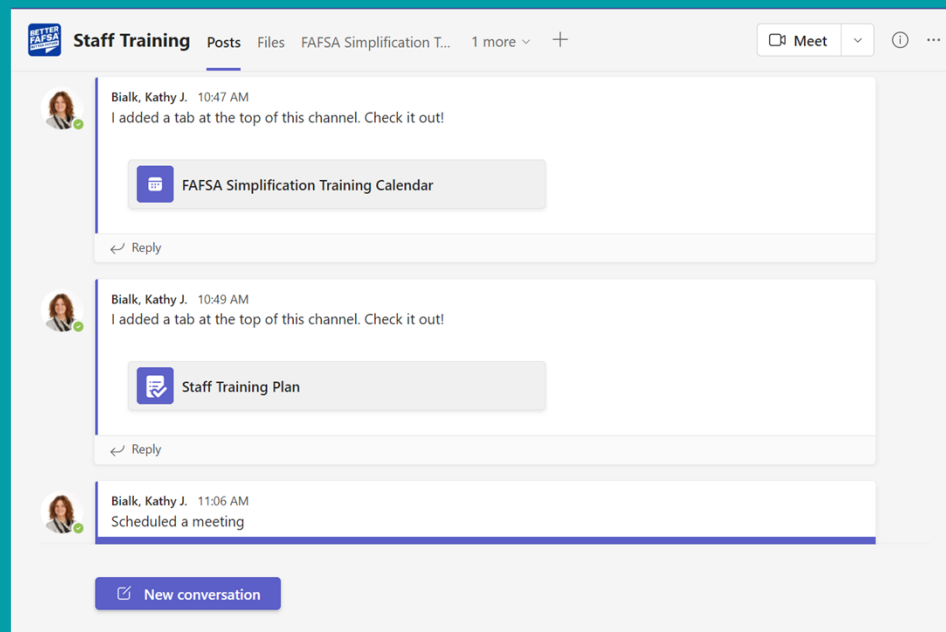 BETTER
FAFSA
Staff Training Posts Files FAFSA Simplification T... 1 more Meet
Bialk, Kathy J. 10:47 AM
I added a tab at the top of this channel. Check it out!
FAFSA Simplification Training Calendar
Reply
Bialk, Kathy J. 10:49 AM
I added a tab at the top of this channel. Check it out!
Staff Training Plan
Reply
Bialk, Kathy J. 11:06 AM
Scheduled a meeting
New conversation